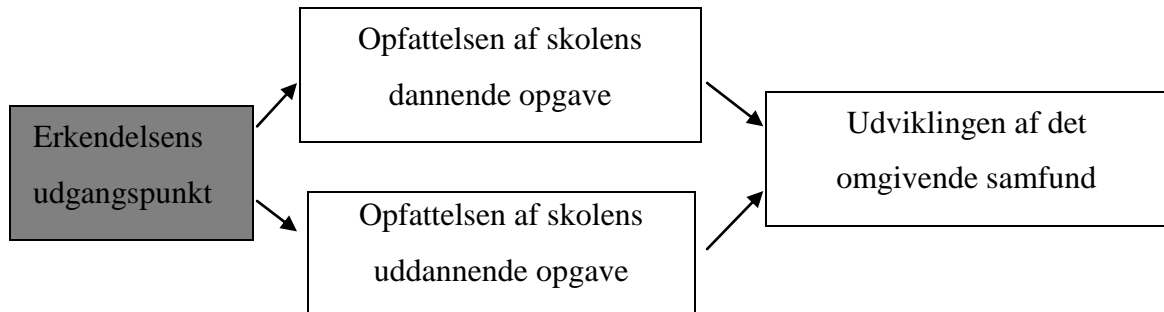 Erkendelsens
udgangspunkt
Opfattelsen af skolens
dannende opgave
Opfattelsen af skolens
uddannende opgave
Udviklingen af det
omgivende samfund